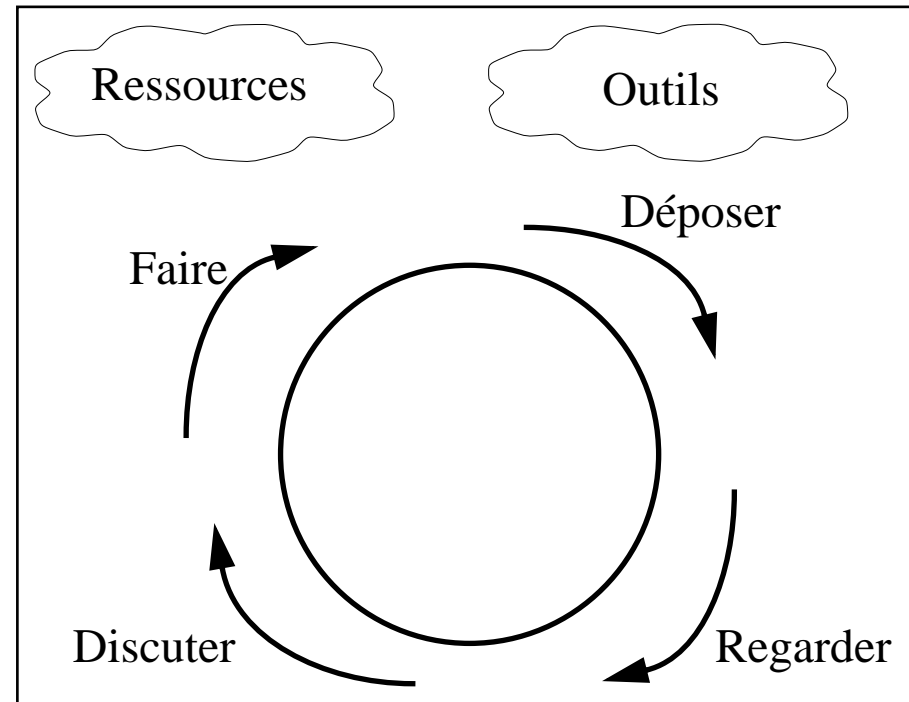 Ressources
Outils
Déposer
Faire
Discuter
Regarder